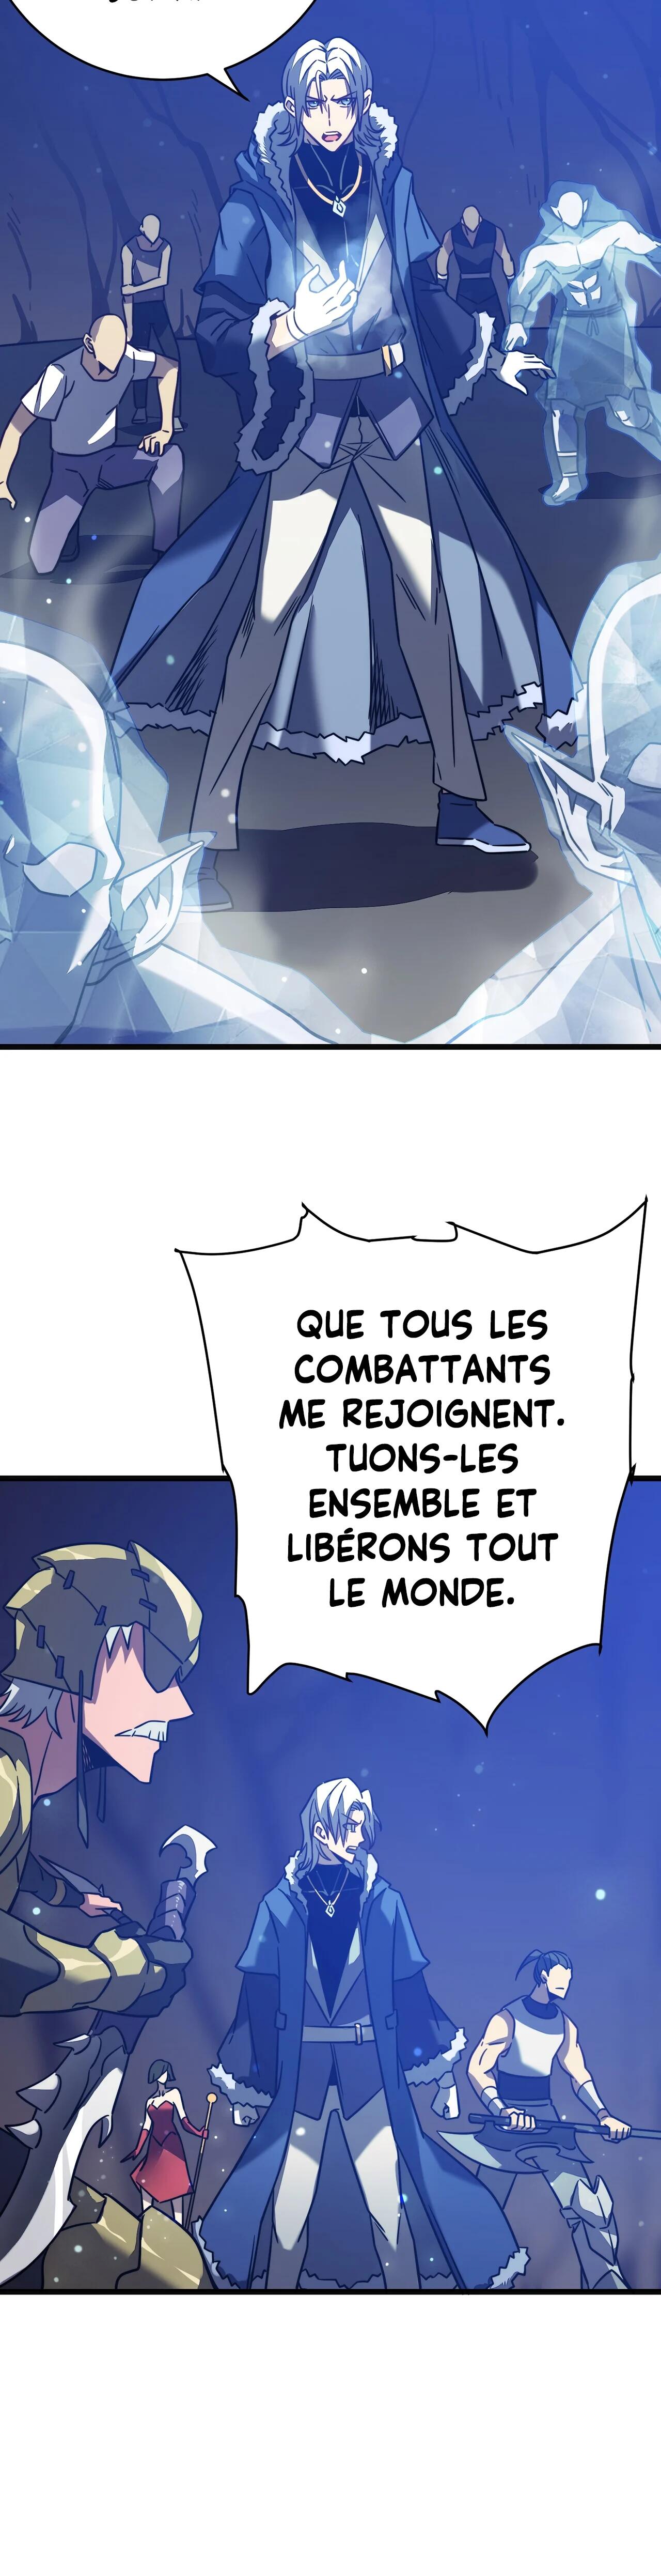 QUE TOUS LES
COMBATTANTS
ME REJOIGNENT.
TUONS-LES
ENSEMBLE ET
LIBÉRONS TOUT
LE MONDE.